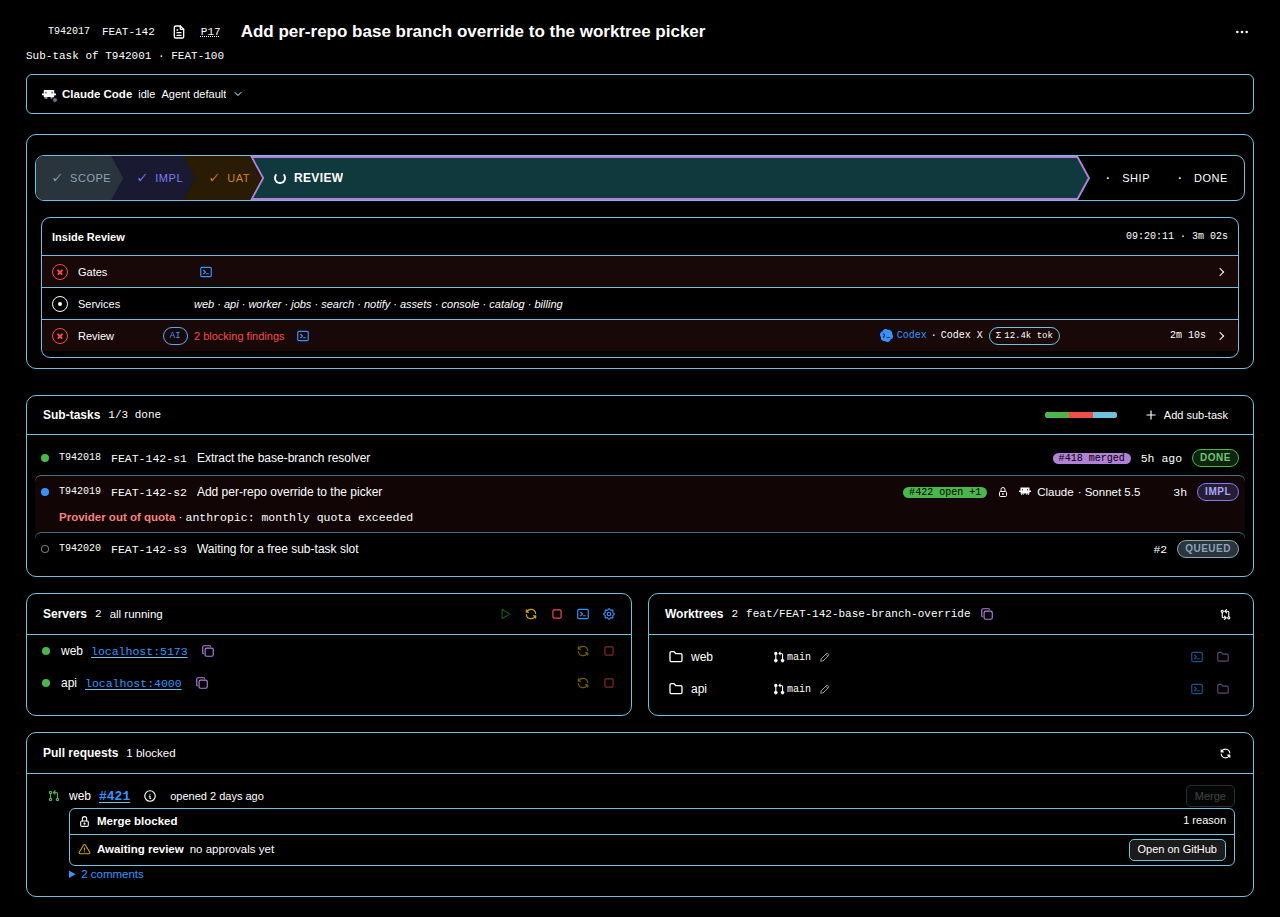 T942017 FEAT-142 P17 Add per-repo base branch override to the worktree picker
Sub-task of T942001 · FEAT-100
Claude Code idle Agent default
SCOPE IMPL UAT REVIEW · SHIP · DONE
Inside Review 09:20:11 · 3m 02s
Gates
Services web · api · worker · jobs · search · notify · assets · console · catalog · billing
Review AI 2 blocking findings Codex · Codex X Σ 12.4k tok 2m 10s
Sub-tasks 1/3 done Add sub-task
T942018 FEAT-142-s1 Extract the base-branch resolver #418 merged 5h ago DONE
T942019 FEAT-142-s2 Add per-repo override to the picker #422 open +1 Claude · Sonnet 5.5 3h IMPL
Provider out of quota · anthropic: monthly quota exceeded
T942020 FEAT-142-s3 Waiting for a free sub-task slot #2 QUEUED
Servers 2 all running
web localhost:5173
api localhost:4000
Worktrees 2 feat/FEAT-142-base-branch-override
web main
api main
Pull requests 1 blocked
web #421 opened 2 days ago Merge
Merge blocked 1 reason
Awaiting review no approvals yet Open on GitHub
2 comments